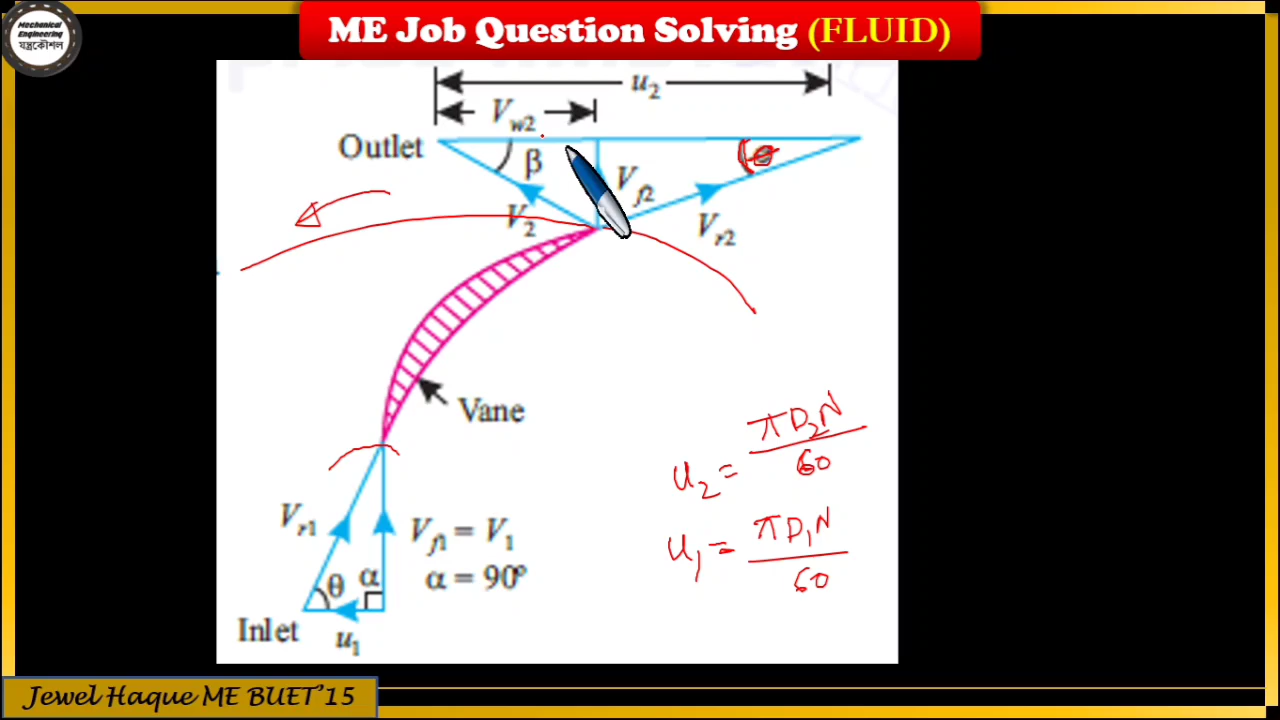 Mechanical
Engineering
যন্ত্রকৌশল
ME Job Question Solving (FLUID)
u2
Vw2
Outlet
β
Vf2
V2
Vr2
Vane
u2 = πD2N/60
Vr1
Vf1 = V1
u1 = πD1N/60
θ α
α = 90°
Inlet
u1
Jewel Haque ME BUET'15